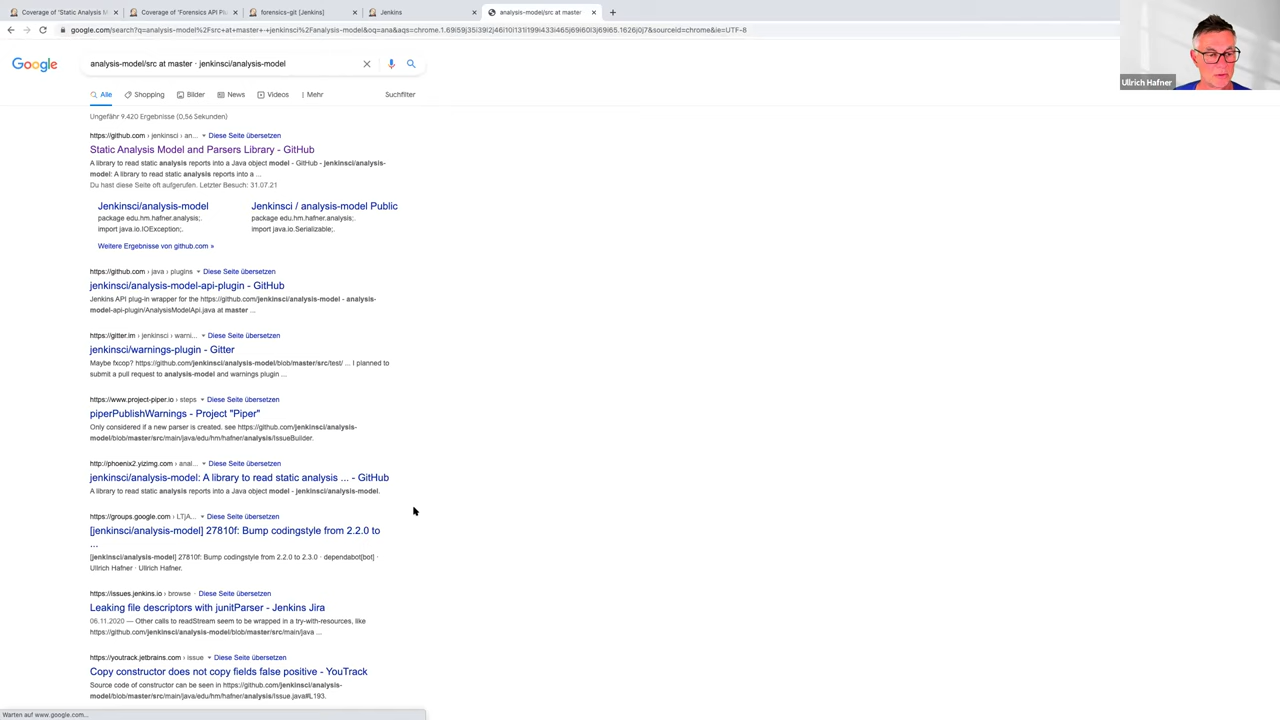 Coverage of 'Static Analysis M
Coverage of 'Forensics API Pl
forensics-git [Jenkins]
Jenkins
analysis-model/src at master
google.com/search?q=analysis-model%2Fsrc+at+master+·+jenkinsci%2Fanalysis-model&oq=ana&aqs=chrome.1.69i59j35i39l2j46l10i131i199i433i465j69i60l3j69i65.1626j0j7&sourceid=chrome&ie=UTF-8
Ullrich Hafner
Google
analysis-model/src at master · jenkinsci/analysis-model
Alle
Shopping
Bilder
News
Videos
Mehr
Suchfilter
Ungefähr 9.420 Ergebnisse (0,56 Sekunden)
https://github.com › jenkinsci › an... Diese Seite übersetzen
Static Analysis Model and Parsers Library - GitHub
A library to read static analysis reports into a Java object model - GitHub - jenkinsci/analysis-
model: A library to read static analysis reports into a ...
Du hast diese Seite oft aufgerufen. Letzter Besuch: 31.07.21
Jenkinsci/analysis-model
package edu.hm.hafner.analysis;.
import java.io.IOException;.
Jenkinsci / analysis-model Public
package edu.hm.hafner.analysis;.
import java.io.Serializable;.
Weitere Ergebnisse von github.com »
https://github.com › java › plugins Diese Seite übersetzen
jenkinsci/analysis-model-api-plugin - GitHub
Jenkins API plug-in wrapper for the https://github.com/jenkinsci/analysis-model - analysis-
model-api-plugin/AnalysisModelApi.java at master ...
https://gitter.im › jenkinsci › warni... Diese Seite übersetzen
jenkinsci/warnings-plugin - Gitter
Maybe fxcop? https://github.com/jenkinsci/analysis-model/blob/master/src/test/ ... I planned to
submit a pull request to analysis-model and warnings plugin ...
https://www.project-piper.io › steps Diese Seite übersetzen
piperPublishWarnings - Project "Piper"
Only considered if a new parser is created. see https://github.com/jenkinsci/analysis-
model/blob/master/src/main/java/edu/hm/hafner/analysis/IssueBuilder.
http://phoenix2.yizimg.com › anal... Diese Seite übersetzen
jenkinsci/analysis-model: A library to read static analysis ... - GitHub
A library to read static analysis reports into a Java object model - jenkinsci/analysis-model.
https://groups.google.com › LTjA... Diese Seite übersetzen
[jenkinsci/analysis-model] 27810f: Bump codingstyle from 2.2.0 to
...
[jenkinsci/analysis-model] 27810f: Bump codingstyle from 2.2.0 to 2.3.0 · dependabot[bot] ·
Ullrich Hafner · Ullrich Hafner.
https://issues.jenkins.io › browse · Diese Seite übersetzen
Leaking file descriptors with junitParser - Jenkins Jira
06.11.2020 — Other calls to readStream seem to be wrapped in a try-with-resources, like
https://github.com/jenkinsci/analysis-model/blob/master/src/main/java ...
https://youtrack.jetbrains.com › issue Diese Seite übersetzen
Copy constructor does not copy fields false positive - YouTrack
Source code of constructor can be seen in https://github.com/jenkinsci/analysis-
model/blob/master/src/main/java/edu/hm/hafner/analysis/Issue.java#L193.
Warten auf www.google.com...